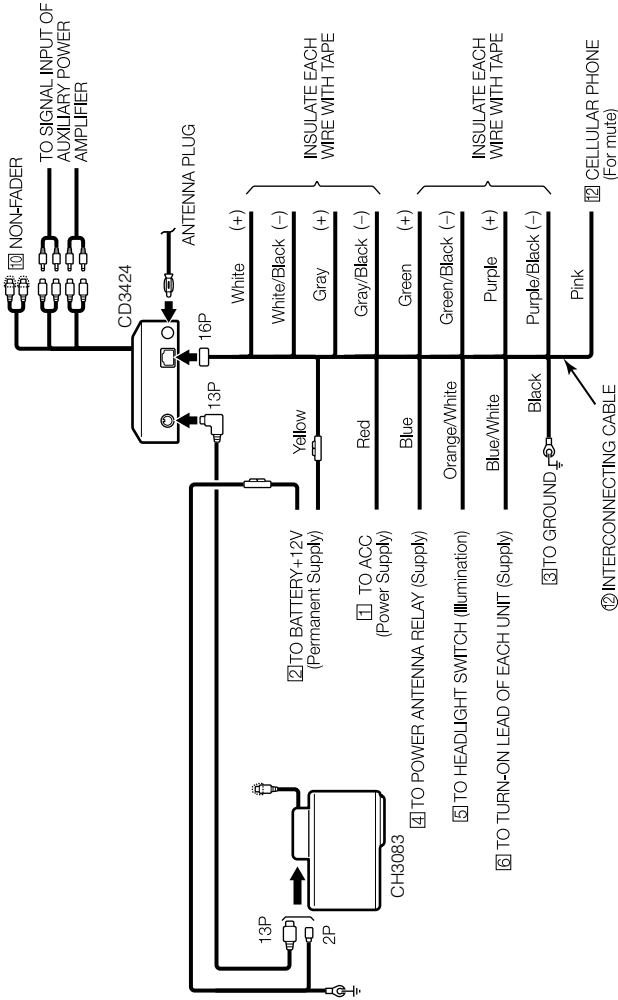 10 NON-FADER
TO SIGNAL INPUT OF
AUXILIARY POWER
AMPLIFIER
CD3424
ANTENNA PLUG
13P
16P
White (+)
White/Black (−)
Gray (+)
Gray/Black (−)
INSULATE EACH
WIRE WITH TAPE
Green (+)
Green/Black (−)
Purple (+)
Purple/Black (−)
INSULATE EACH
WIRE WITH TAPE
Pink
12 CELLULAR PHONE
(For mute)
Yellow
Red
Blue
Orange/White
Blue/White
Black
2 TO BATTERY+12V
(Permanent Supply)
1 TO ACC
(Power Supply)
4 TO POWER ANTENNA RELAY (Supply)
5 TO HEADLIGHT SWITCH (Illumination)
6 TO TURN-ON LEAD OF EACH UNIT (Supply)
3 TO GROUND
⑫ INTERCONNECTING CABLE
13P
2P
CH3083